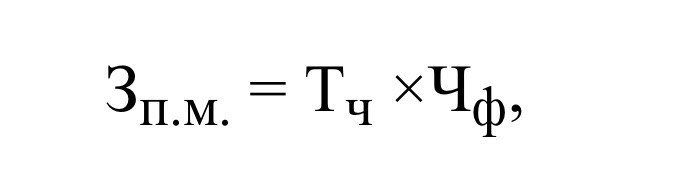 Зп.м. = Тч ×Чф,